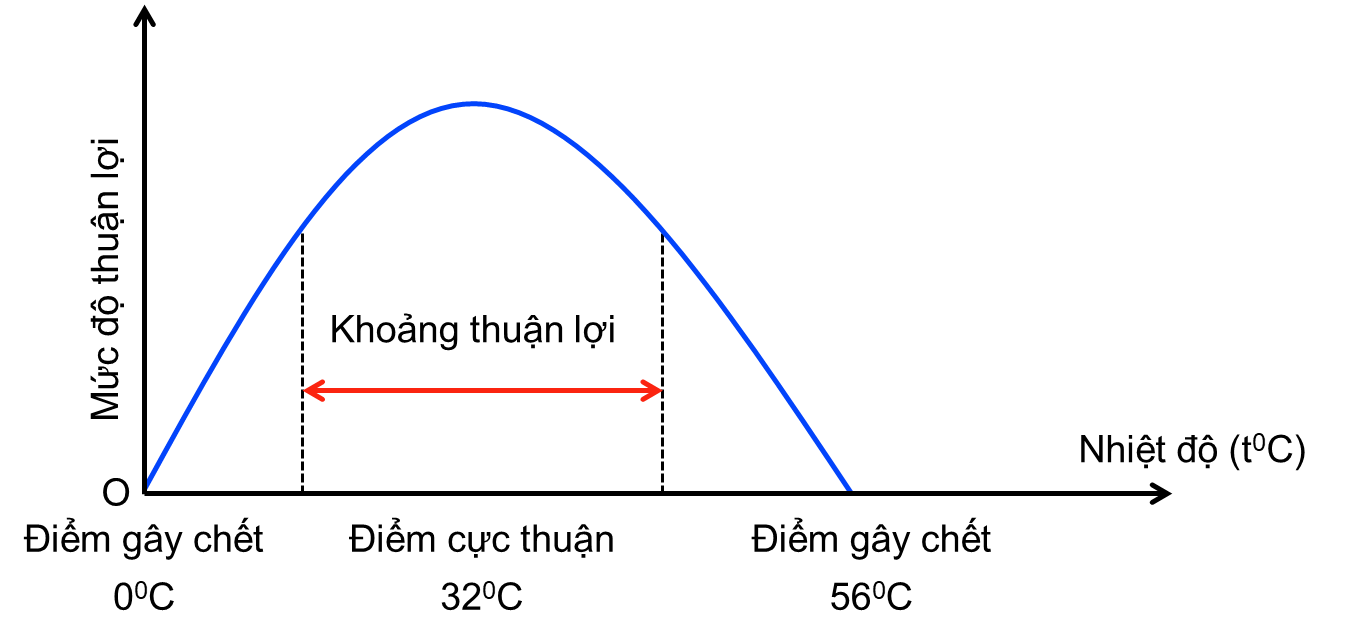 Mức độ thuận lợi
Khoảng thuận lợi
Nhiệt độ (t⁰C)
O
Điểm gây chết Điểm cực thuận Điểm gây chết
0⁰C 32⁰C 56⁰C